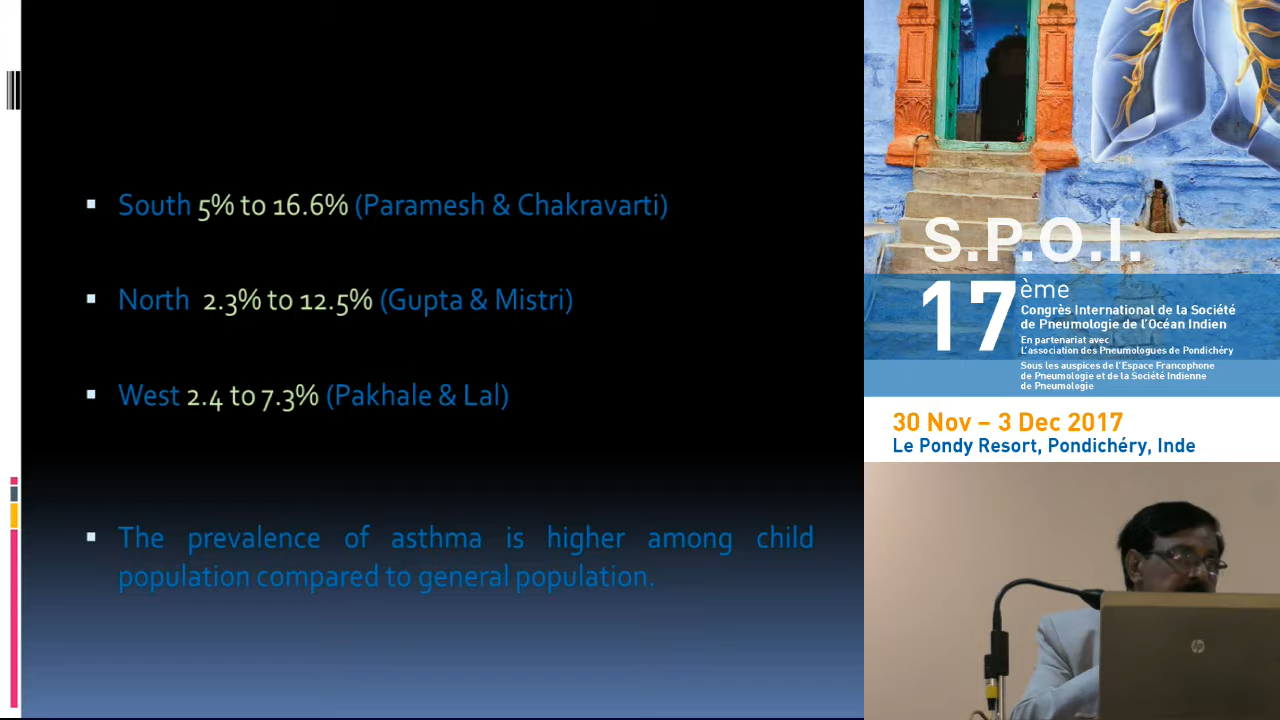 South 5% to 16.6% (Paramesh & Chakravarti)
North 2.3% to 12.5% (Gupta & Mistri)
West 2.4 to 7.3% (Pakhale & Lal)
The prevalence of asthma is higher among child
population compared to general population.
S.P.O.I.
17ème
Congrès International de la Société
de Pneumologie de l'Océan Indien
En partenariat avec
L'association des Pneumologues de Pondichéry
Sous les auspices de l'Espace Francophone
de Pneumologie et de la Société Indienne
de Pneumologie
30 Nov – 3 Dec 2017
Le Pondy Resort, Pondichéry, Inde
hp